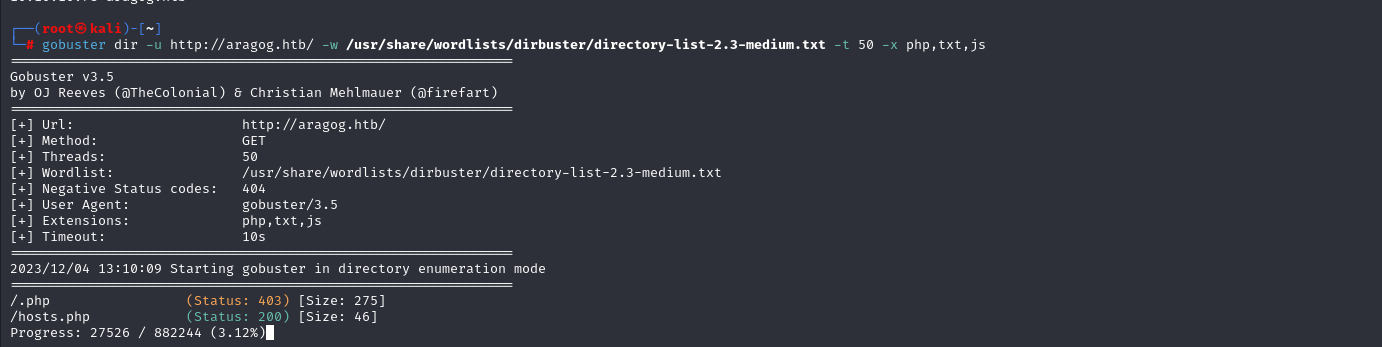 ┌──(root㉿kali)-[~]
└─# gobuster dir -u http://aragog.htb/ -w /usr/share/wordlists/dirbuster/directory-list-2.3-medium.txt -t 50 -x php,txt,js
===============================================================
Gobuster v3.5
by OJ Reeves (@TheColonial) & Christian Mehlmauer (@firefart)
===============================================================
[+] Url:                     http://aragog.htb/
[+] Method:                  GET
[+] Threads:                 50
[+] Wordlist:                /usr/share/wordlists/dirbuster/directory-list-2.3-medium.txt
[+] Negative Status codes:   404
[+] User Agent:              gobuster/3.5
[+] Extensions:              php,txt,js
[+] Timeout:                 10s
===============================================================
2023/12/04 13:10:09 Starting gobuster in directory enumeration mode
===============================================================
/.php                 (Status: 403) [Size: 275]
/hosts.php            (Status: 200) [Size: 46]
Progress: 27526 / 882244 (3.12%)